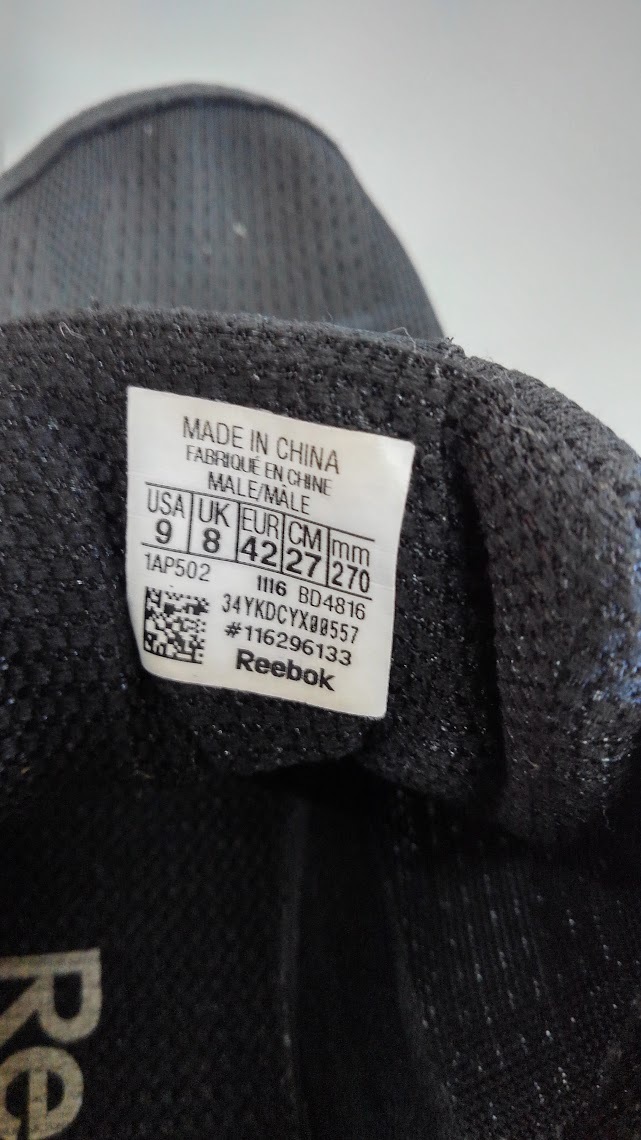 MADE IN CHINA
FABRIQUÉ EN CHINE
MALE/MÂLE
USA UK EUR CM mm
9 8 42 27 270
1AP502 1116 BD4816
34YKDCYX00557
#116296133
Reebok
Re